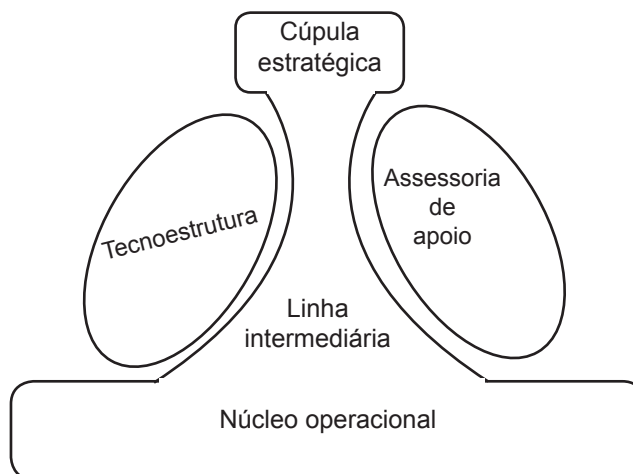 Cúpula
estratégica
Tecnoestrutura
Assessoria
de
apoio
Linha
intermediária
Núcleo operacional